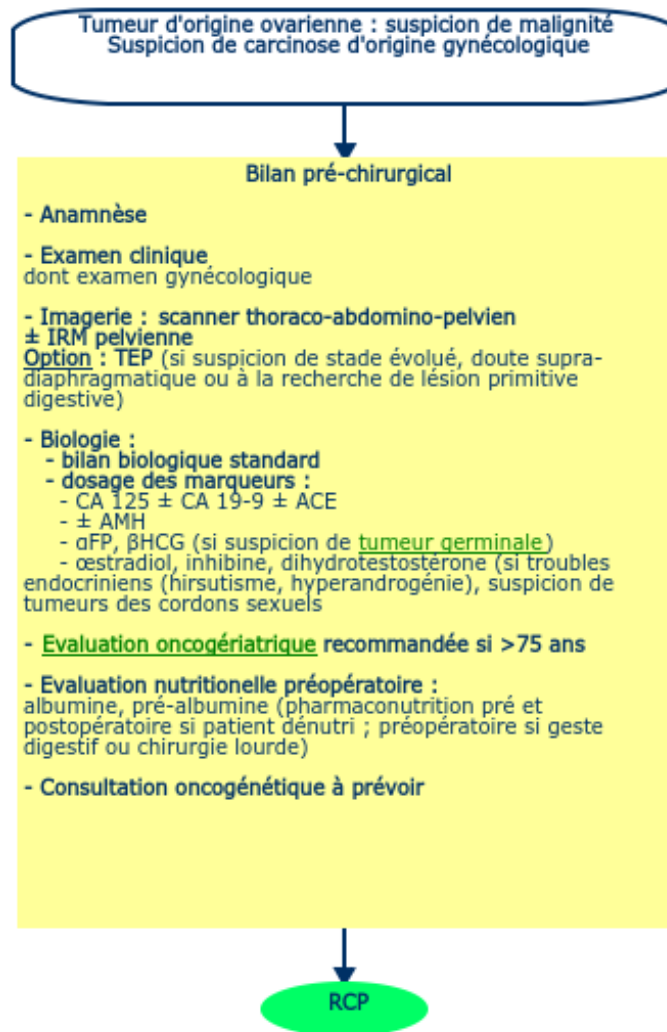 Tumeur d'origine ovarienne : suspicion de malignité
Suspicion de carcinose d'origine gynécologique
Bilan pré-chirurgical
- Anamnèse
- Examen clinique
dont examen gynécologique
- Imagerie : scanner thoraco-abdomino-pelvien
± IRM pelvienne
Option : TEP (si suspicion de stade évolué, doute supra-
diaphragmatique ou à la recherche de lésion primitive
digestive)
- Biologie :
- bilan biologique standard
- dosage des marqueurs :
- CA 125 ± CA 19-9 ± ACE
- ± AMH
- αFP, βHCG (si suspicion de tumeur germinale)
- œstradiol, inhibine, dihydrotestostérone (si troubles
endocriniens (hirsutisme, hyperandrogénie), suspicion de
tumeurs des cordons sexuels
- Evaluation oncogériatrique recommandée si >75 ans
- Evaluation nutritionelle préopératoire :
albumine, pré-albumine (pharmaconutrition pré et
postopératoire si patient dénutri ; préopératoire si geste
digestif ou chirurgie lourde)
- Consultation oncogénétique à prévoir
RCP